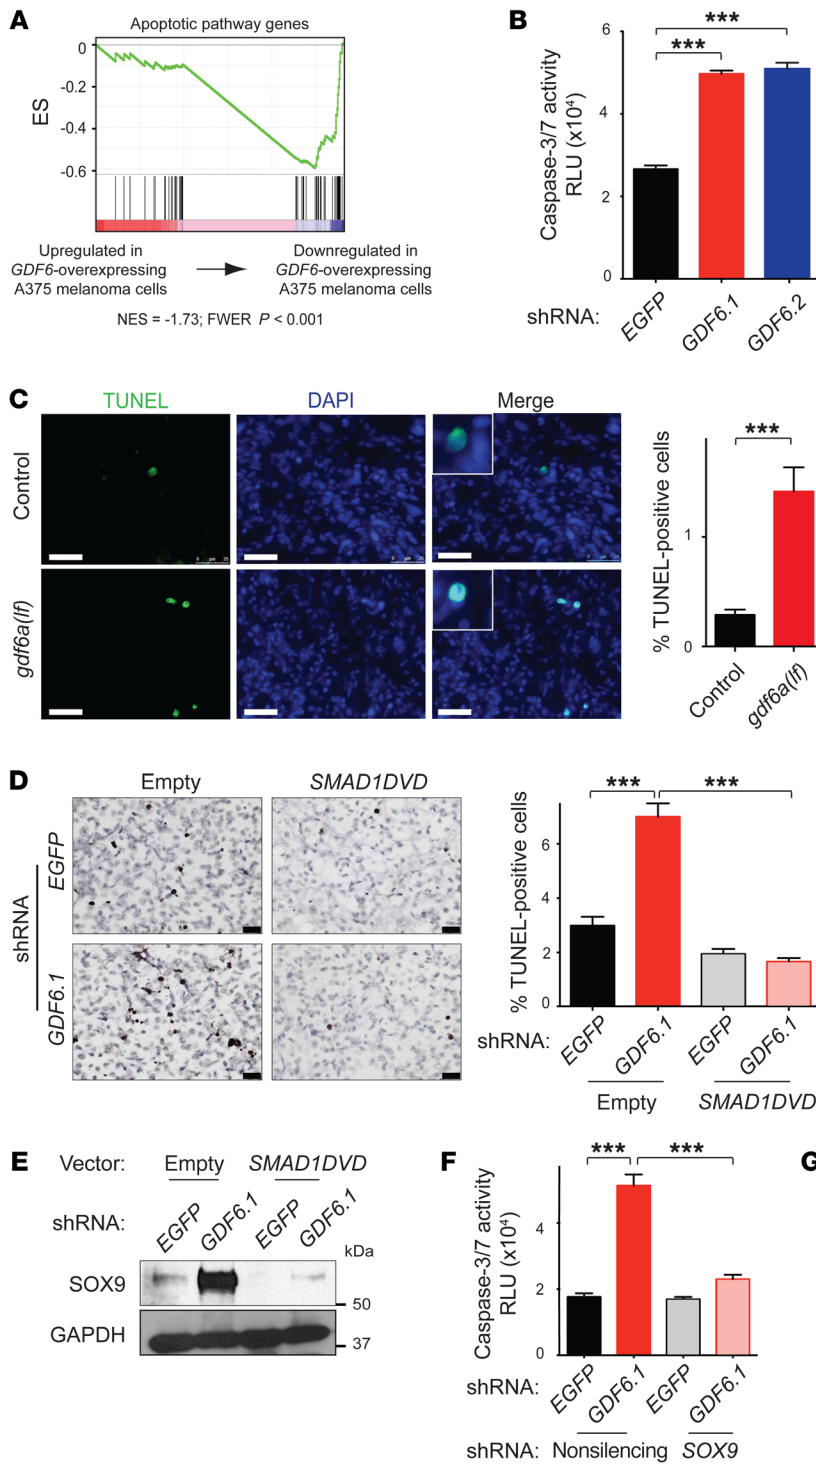 A
Apoptotic pathway genes
ES
0
-0.2
-0.4
-0.6
Upregulated in
GDF6-overexpressing
A375 melanoma cells
Downregulated in
GDF6-overexpressing
A375 melanoma cells
NES = -1.73; FWER P < 0.001
B
Caspase-3/7 activity
RLU (x10⁴)
6
4
2
0
***
***
shRNA:
EGFP
GDF6.1
GDF6.2
C
TUNEL
DAPI
Merge
Control
gdf6a(lf)
0 µm 25
0 µm 25
% TUNEL-positive cells
1
0
***
Control
gdf6a(lf)
D
Empty
SMAD1DVD
shRNA
EGFP
GDF6.1
% TUNEL-positive cells
6
4
2
0
***
***
shRNA:
EGFP
GDF6.1
EGFP
GDF6.1
Empty
SMAD1DVD
E
Vector:
Empty
SMAD1DVD
shRNA:
EGFP
GDF6.1
EGFP
GDF6.1
kDa
SOX9
50
GAPDH
37
F
Caspase-3/7 activity
RLU (x10⁴)
4
2
0
***
***
shRNA:
EGFP
GDF6.1
EGFP
GDF6.1
shRNA:
Nonsilencing
SOX9
G